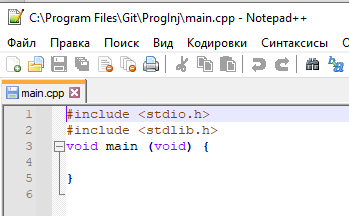 C:\Program Files\Git\ProgInj\main.cpp - Notepad++
Файл Правка Поиск Вид Кодировки Синтаксисы
main.cpp
1 #include <stdio.h>
2 #include <stdlib.h>
3 void main (void) {
4
5 }
6